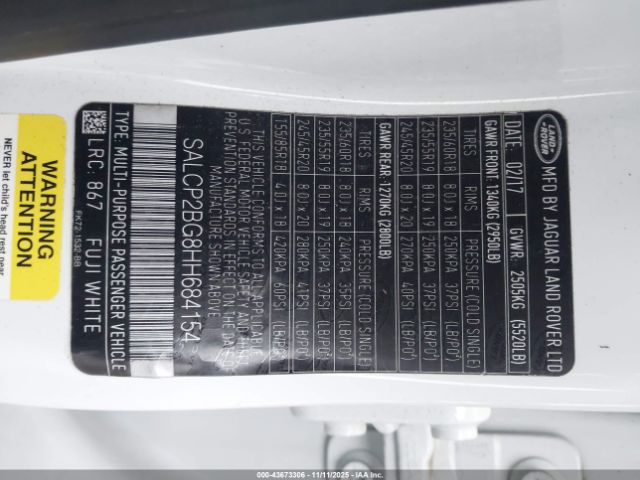 LAND ROVER
MFD BY JAGUAR LAND ROVER LTD
DATE: 02/17 GVWR: 2505KG (5520LB)
GAWR FRONT: 1340KG (2950LB)
TIRES RIMS PRESSURE (COLD SINGLE)
235/60R18 8.0J x 18 250KPA 36PSI (LB/PO²)
235/55R19 8.0J x 19 250KPA 37PSI (LB/PO²)
245/45R20 8.0J x 20 270KPA 40PSI (LB/PO²)
GAWR REAR: 1270KG (2800LB)
TIRES RIMS PRESSURE (COLD SINGLE)
235/60R18 8.0J x 18 240KPA 35PSI (LB/PO²)
235/55R19 8.0J x 19 250KPA 37PSI (LB/PO²)
245/45R20 8.0J x 20 280KPA 41PSI (LB/PO²)
T155/85R18 4.0J x 18 420KPA 60PSI (LB/PO²)
THIS VEHICLE CONFORMS TO ALL APPLICABLE
U.S FEDERAL MOTOR VEHICLE SAFETY AND THEFT
PREVENTION STANDARDS IN EFFECT ON THE DATE OF
MANUFACTURE SHOWN ABOVE
SALCP2BG8HH684154
TYPE: MULTI-PURPOSE PASSENGER VEHICLE
LRC: 867 FUJI WHITE
FK72-1532-BB
WARNING
ATTENTION
NEVER let child's head rest near
000-43673306 - 11/11/2025 - IAAI.COM